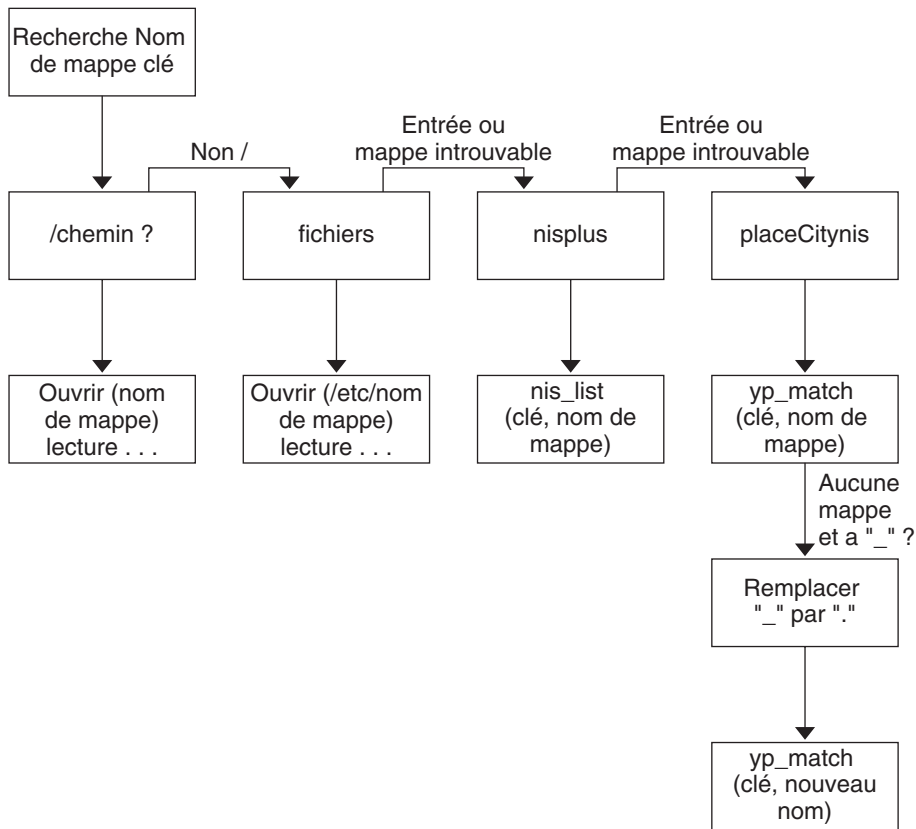 Recherche Nom
de mappe clé
Non /
Entrée ou
mappe introuvable
Entrée ou
mappe introuvable
/chemin ?
fichiers
nisplus
placeCitynis
Ouvrir (nom
de mappe)
lecture . . .
Ouvrir (/etc/nom
de mappe)
lecture . . .
nis_list
(clé, nom de
mappe)
yp_match
(clé, nom de
mappe)
Aucune
mappe
et a "_" ?
Remplacer
"_" par "."
yp_match
(clé, nouveau
nom)